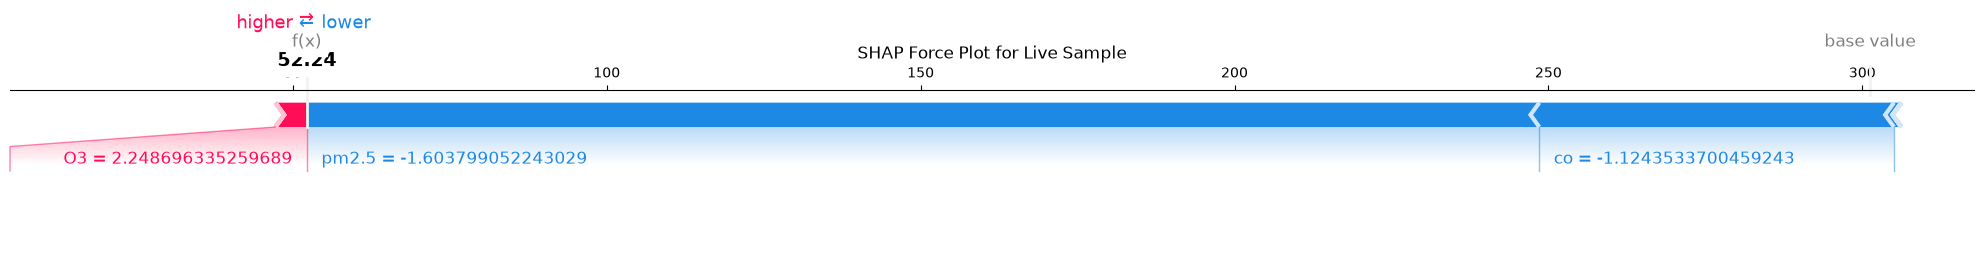 higher ⇄ lower
f(x)
base value
SHAP Force Plot for Live Sample
52.24
100 150 200 250 300
O3 = 2.248696335259689 pm2.5 = -1.603799052243029 co = -1.1243533700459243